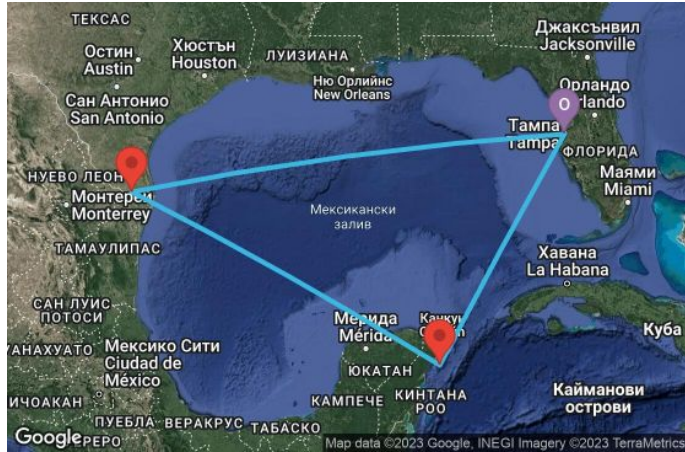 ТЕКСАС
Джаксънвил
Jacksonville
Остин
Austin
Хюстън
Houston
ЛУИЗИАНА
Ню Орлийнс
New Orleans
Орландо
Orlando
O
Сан Антонио
San Antonio
Тампа
Tampa
ФЛОРИДА
Маями
Miami
НУЕВО ЛЕОН
Монтерей
Monterrey
Мексикански
залив
ТАМАУЛИПАС
Хавана
La Habana
САН ЛУИС
ПОТОСИ
Мерида
Mérida
Куба
Мексико Сити
Ciudad de
México
ЮКАТАН
КИНТАНА
РОО
Кайманови
острови
КАМПЕЧЕ
ПУЕБЛА
ВЕРАКРУС
ТАБАСКО
Google
Map data ©2023 Google, INEGI Imagery ©2023 TerraMetrics